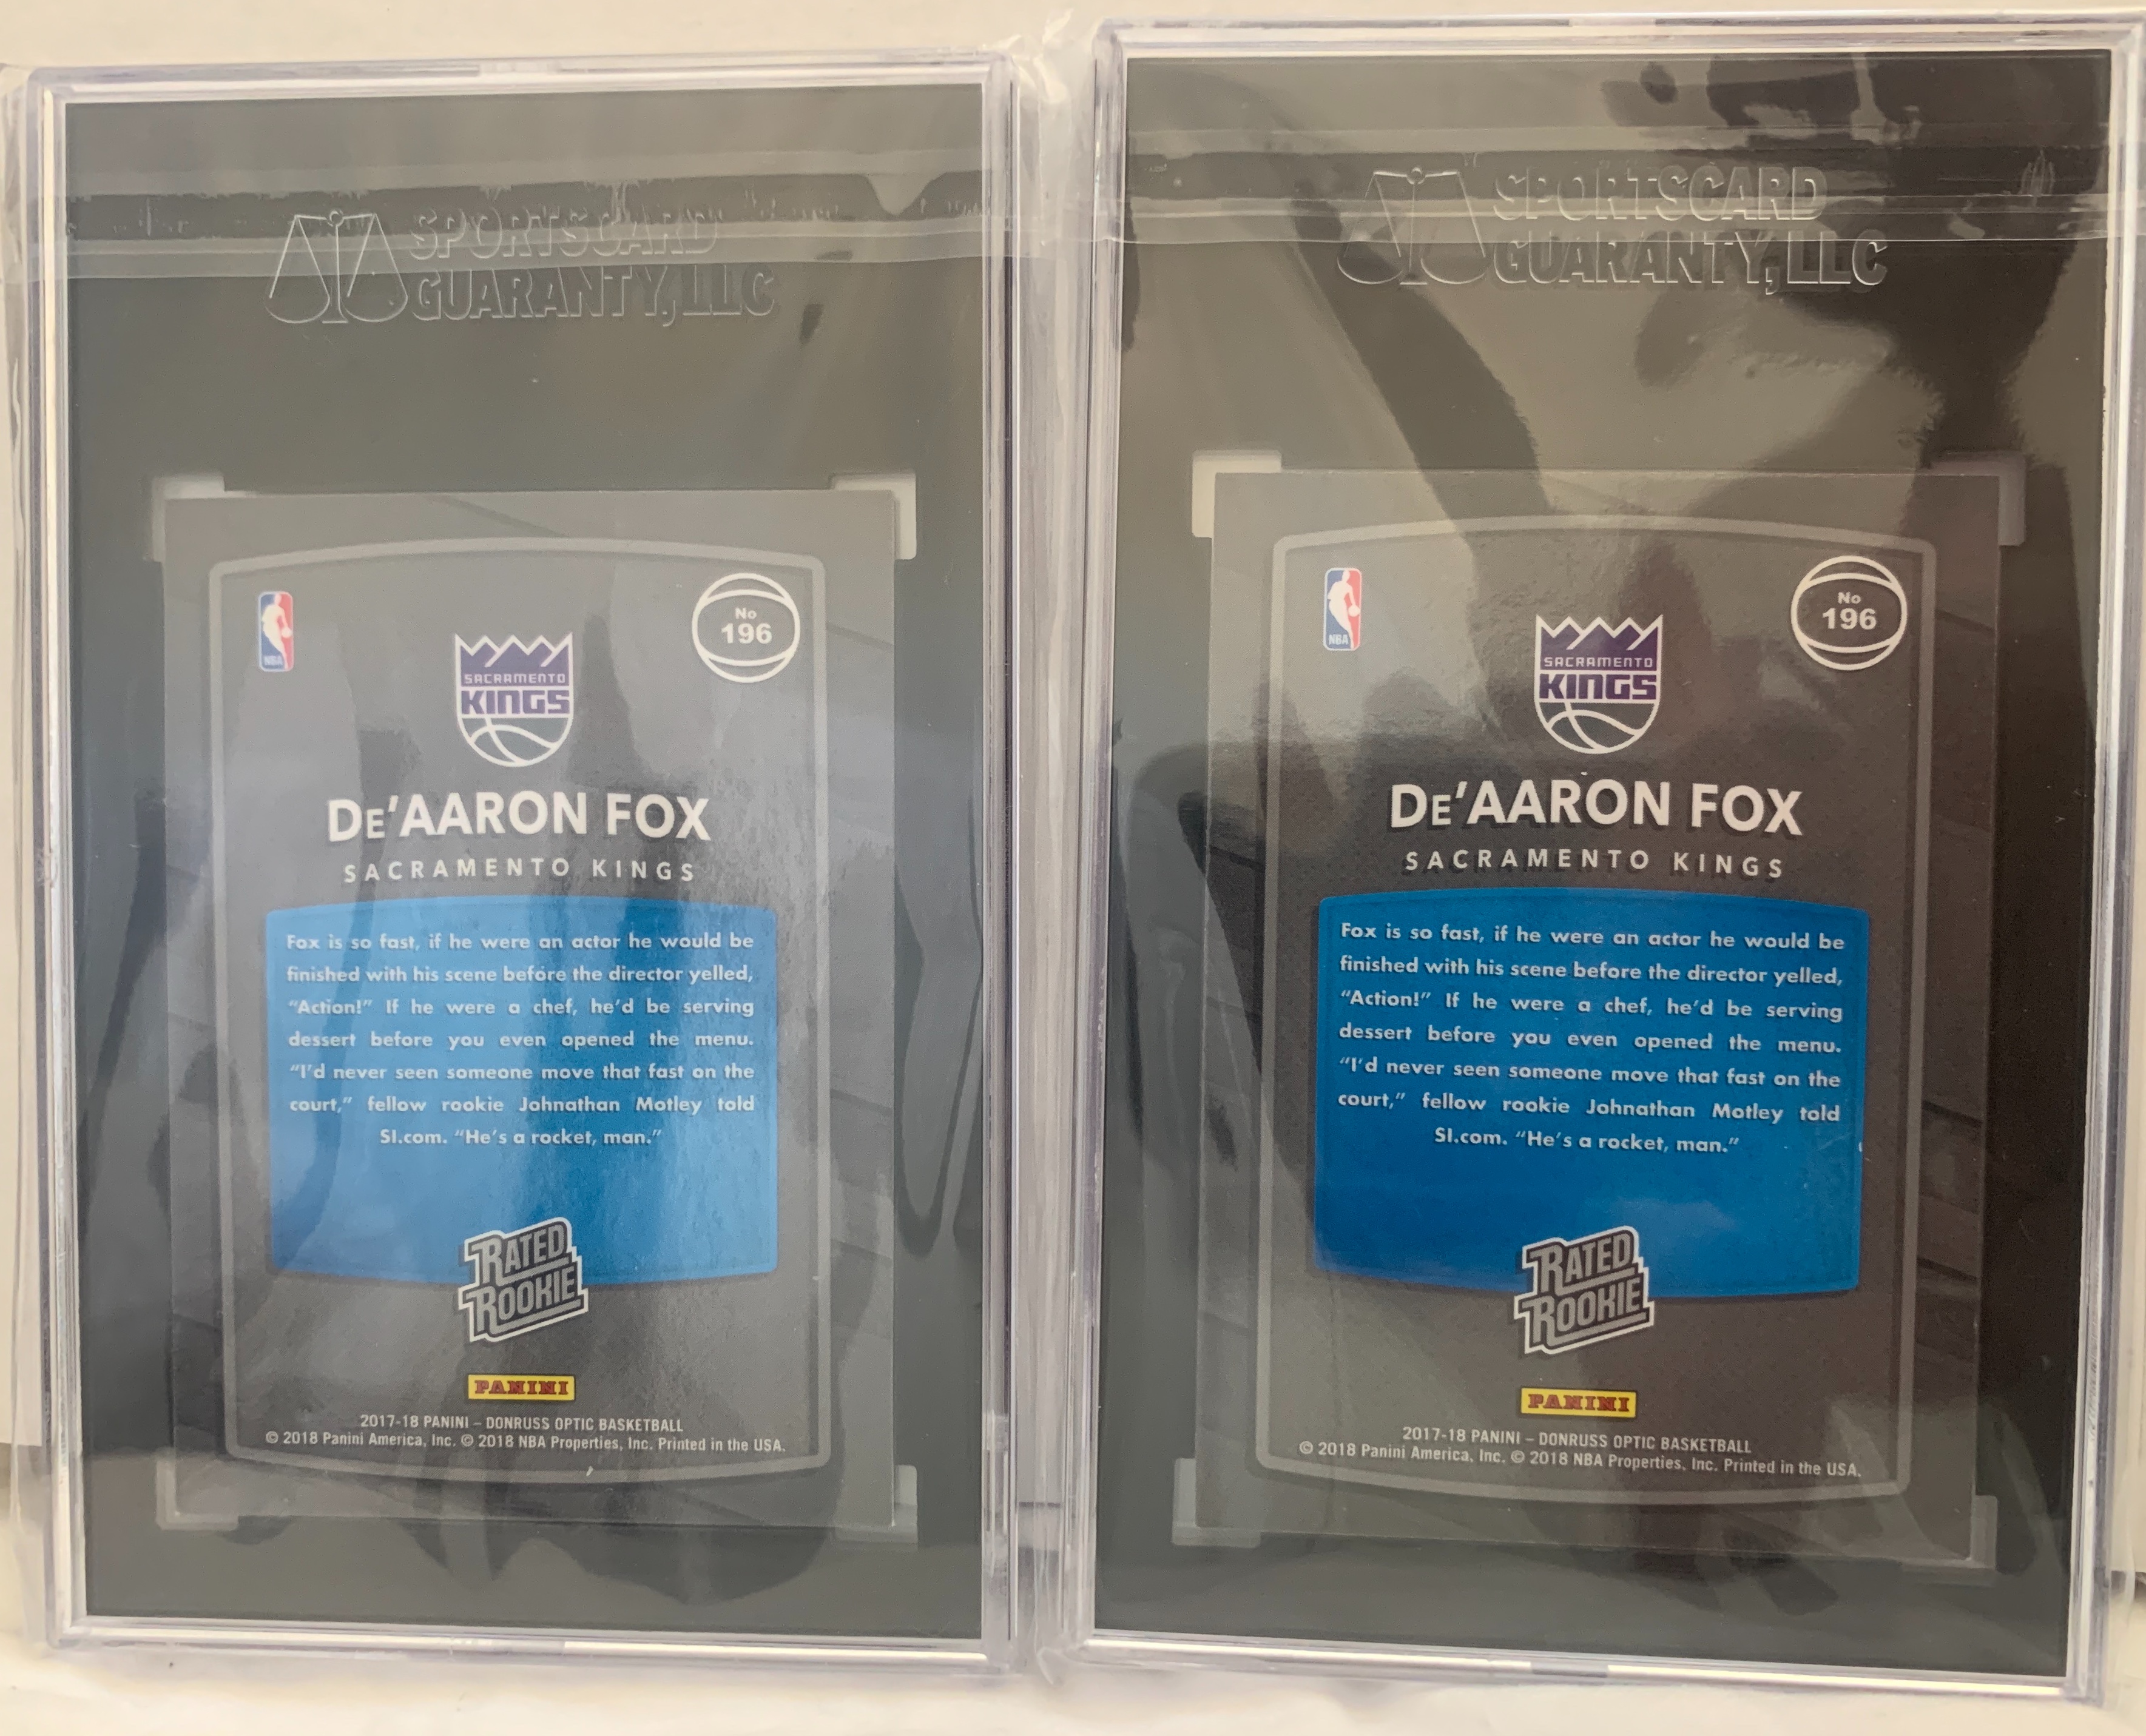 SPORTSCARD
GUARANTY, LLC
NBA
No
196
SACRAMENTO
KINGS
DE'AARON FOX
SACRAMENTO KINGS
Fox is so fast, if he were an actor he would be
finished with his scene before the director yelled,
“Action!” If he were a chef, he’d be serving
dessert before you even opened the menu.
“I’d never seen someone move that fast on the
court,” fellow rookie Johnathan Motley told
SI.com. “He’s a rocket, man.”
RATED
ROOKIE
PANINI
2017-18 PANINI – DONRUSS OPTIC BASKETBALL
© 2018 Panini America, Inc. © 2018 NBA Properties, Inc. Printed in the USA.
SPORTSCARD
GUARANTY, LLC
NBA
No
196
SACRAMENTO
KINGS
DE'AARON FOX
SACRAMENTO KINGS
Fox is so fast, if he were an actor he would be
finished with his scene before the director yelled,
“Action!” If he were a chef, he’d be serving
dessert before you even opened the menu.
“I’d never seen someone move that fast on the
court,” fellow rookie Johnathan Motley told
SI.com. “He’s a rocket, man.”
RATED
ROOKIE
PANINI
2017-18 PANINI – DONRUSS OPTIC BASKETBALL
© 2018 Panini America, Inc. © 2018 NBA Properties, Inc. Printed in the USA.